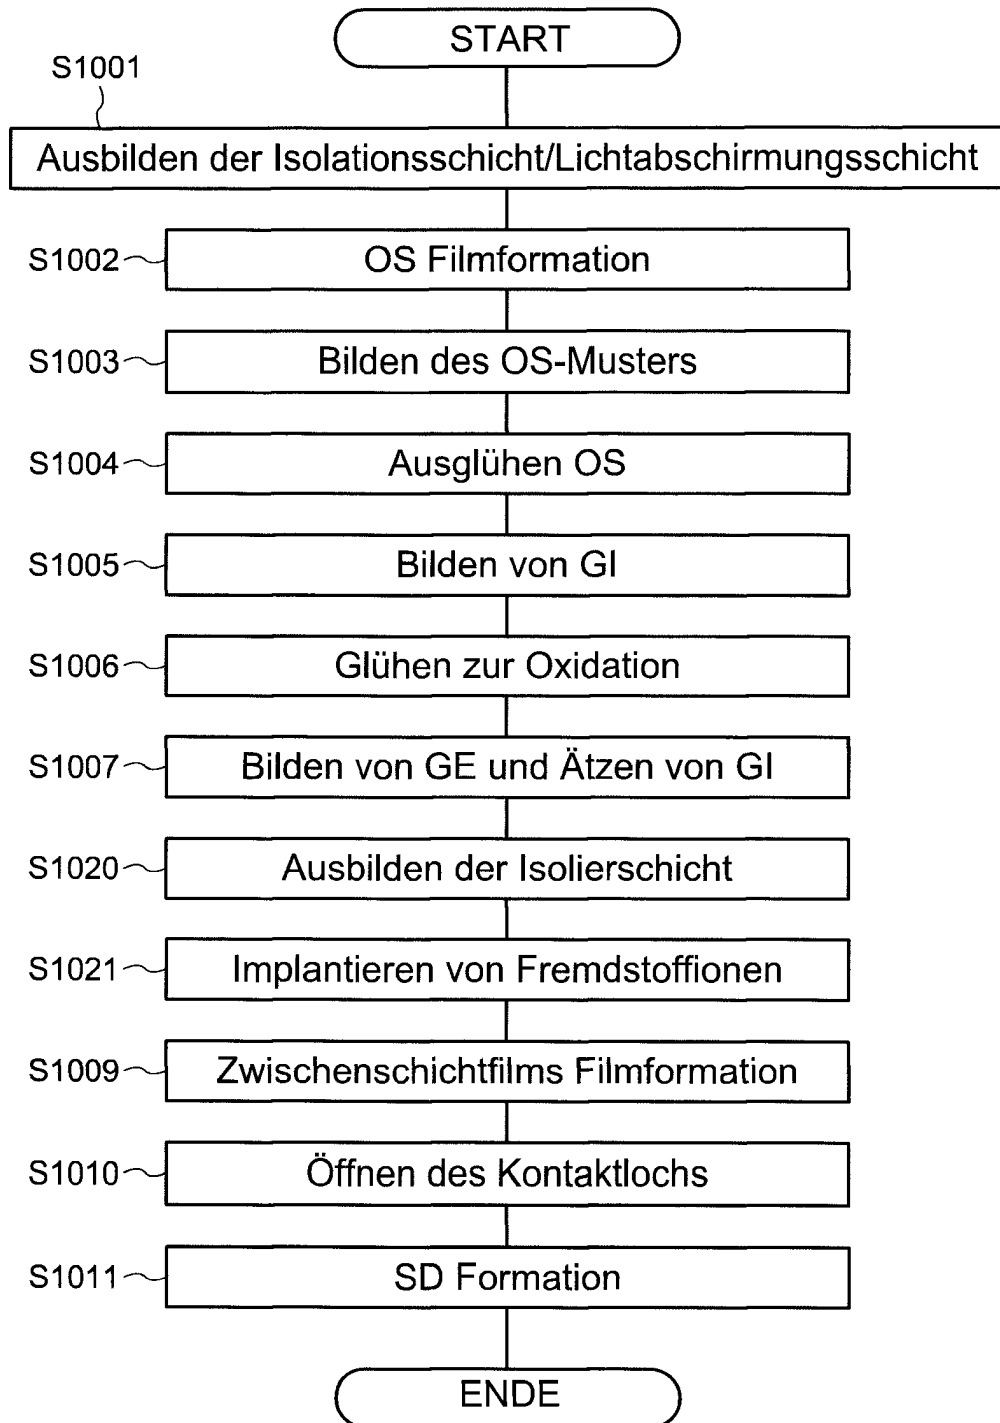 START
S1001
Ausbilden der Isolationsschicht/Lichtabschirmungsschicht
S1002 OS Filmformation
S1003 Bilden des OS-Musters
S1004 Ausglühen OS
S1005 Bilden von GI
S1006 Glühen zur Oxidation
S1007 Bilden von GE und Ätzen von GI
S1020 Ausbilden der Isolierschicht
S1021 Implantieren von Fremdstoffionen
S1009 Zwischenschichtfilms Filmformation
S1010 Öffnen des Kontaktlochs
S1011 SD Formation
ENDE